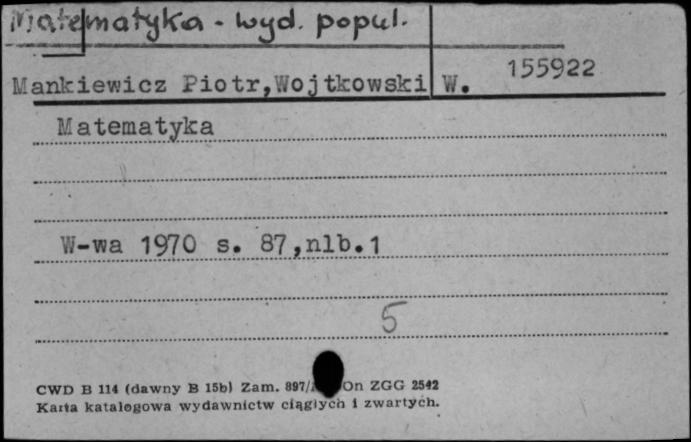 Matematyka - wyd. popul.
155922
Mankiewicz Piotr,Wojtkowski W.
Matematyka
W-wa 1970 s. 87,nlb.1
5
CWD B 114 (dawny B 15b) Zam. 897/ On ZGG 2542
Karta katalogowa wydawnictw ciągłych i zwartych.